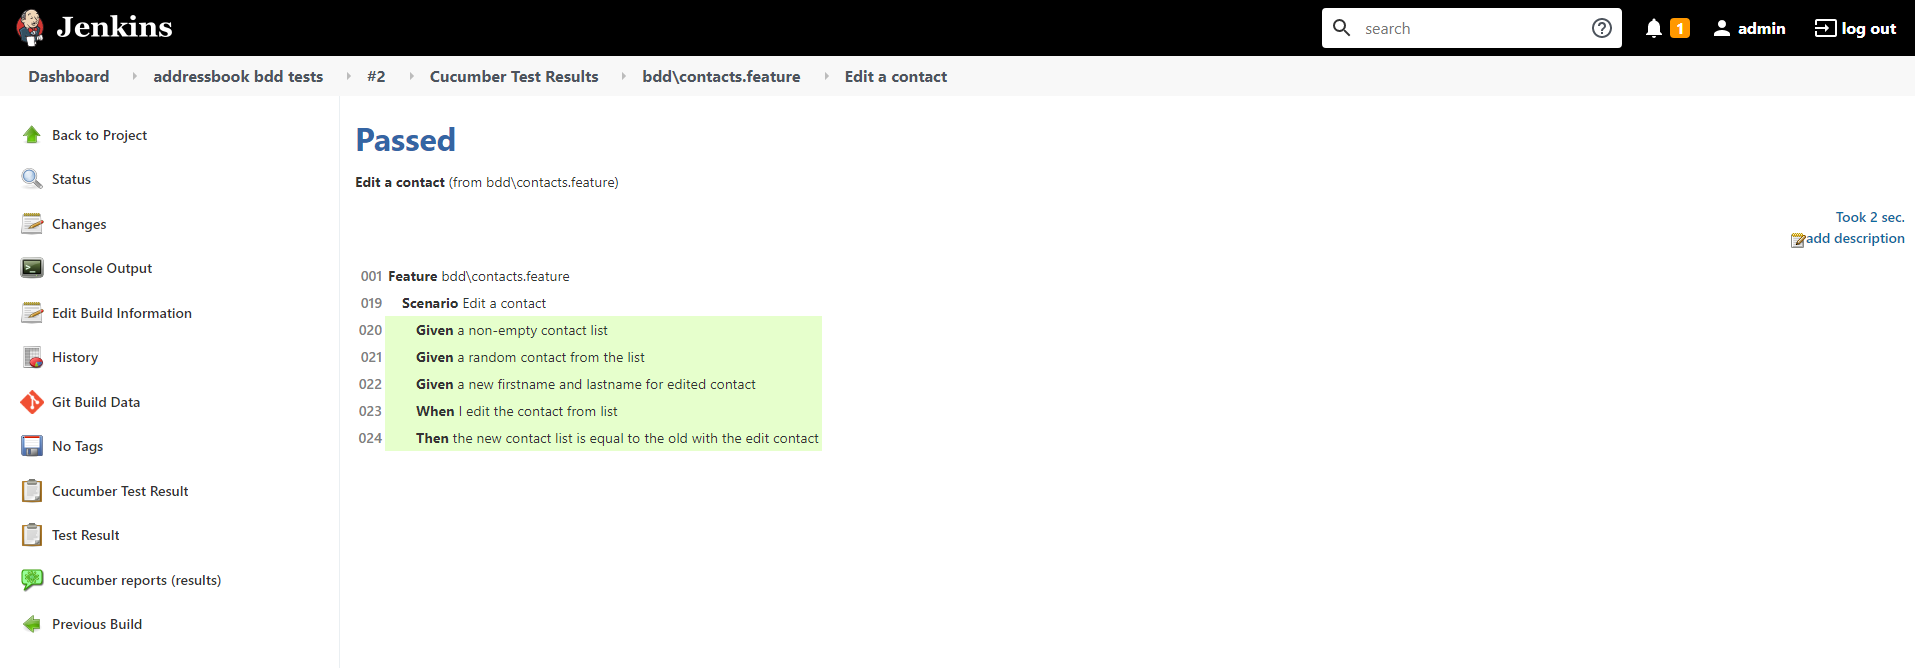 Jenkins
search
1
admin
log out
Dashboard addressbook bdd tests #2 Cucumber Test Results bdd\contacts.feature Edit a contact
Back to Project
Status
Changes
Console Output
Edit Build Information
History
Git Build Data
No Tags
Cucumber Test Result
Test Result
Cucumber reports (results)
Previous Build
Passed
Edit a contact (from bdd\contacts.feature)
Took 2 sec.
add description
001 Feature bdd\contacts.feature
019 Scenario Edit a contact
020 Given a non-empty contact list
021 Given a random contact from the list
022 Given a new firstname and lastname for edited contact
023 When I edit the contact from list
024 Then the new contact list is equal to the old with the edit contact